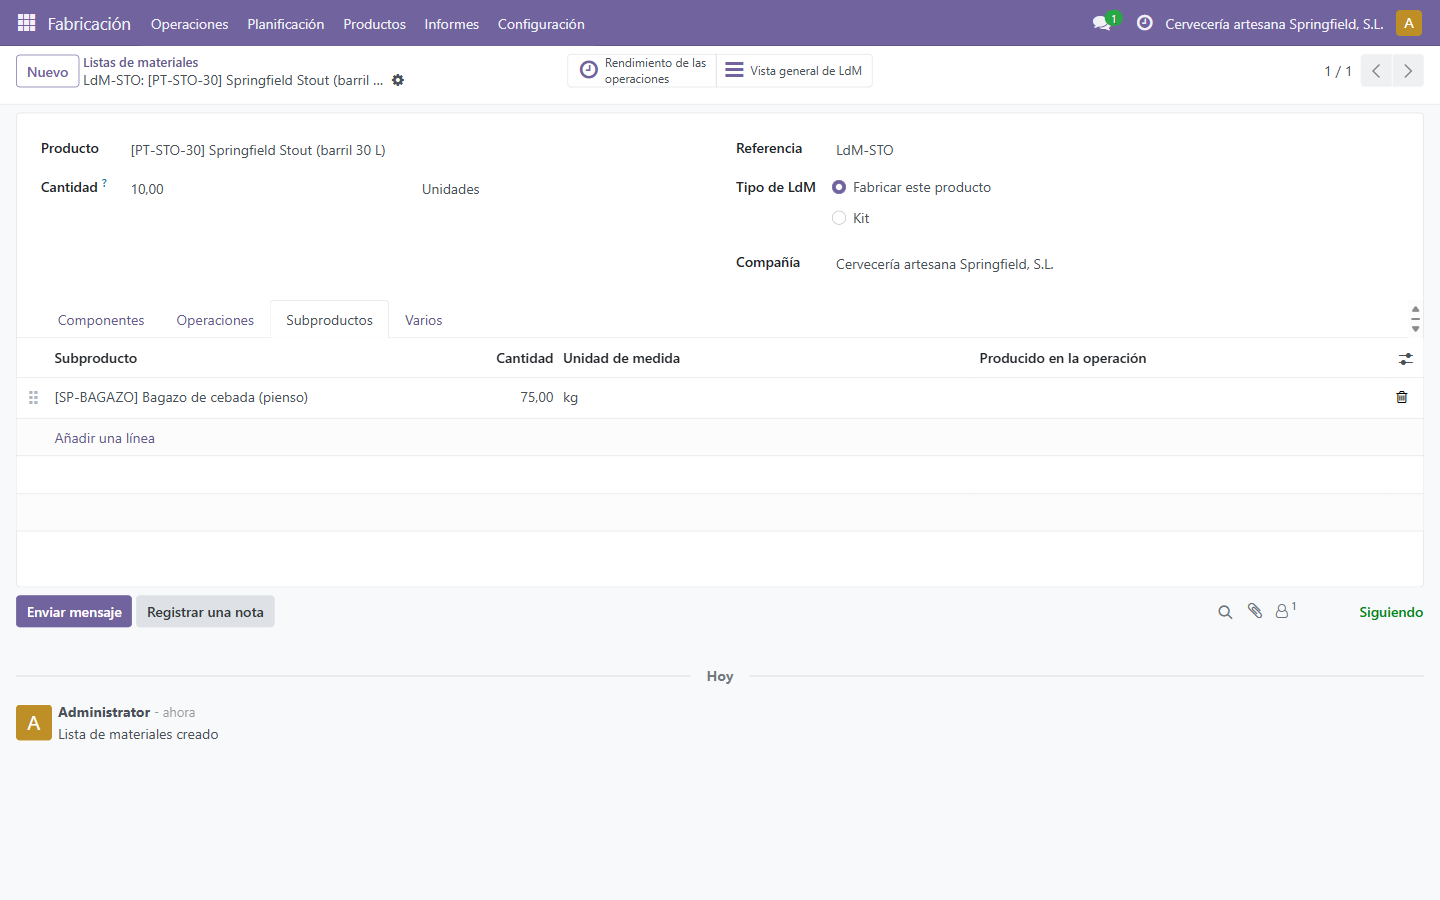 Fabricación Operaciones Planificación Productos Informes Configuración 1 Cervecería artesana Springfield, S.L. A
Nuevo
Listas de materiales
LdM-STO: [PT-STO-30] Springfield Stout (barril ...
Rendimiento de las
operaciones
Vista general de LdM
1 / 1
Producto [PT-STO-30] Springfield Stout (barril 30 L)
Cantidad ? 10,00 Unidades
Referencia LdM-STO
Tipo de LdM Fabricar este producto
Kit
Compañía Cervecería artesana Springfield, S.L.
Componentes Operaciones Subproductos Varios
Subproducto Cantidad Unidad de medida Producido en la operación
[SP-BAGAZO] Bagazo de cebada (pienso) 75,00 kg
Añadir una línea
Enviar mensaje Registrar una nota 1 Siguiendo
Hoy
A
Administrator - ahora
Lista de materiales creado